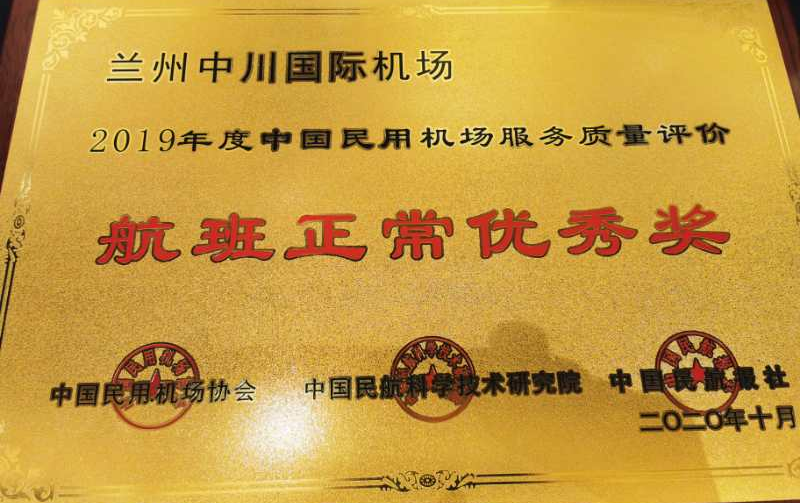 兰州中川国际机场
2019年度中国民用机场服务质量评价
航班正常优秀奖
中国民用机场协会 中国民航科学技术研究院 中国民航报社
二〇二〇年十月